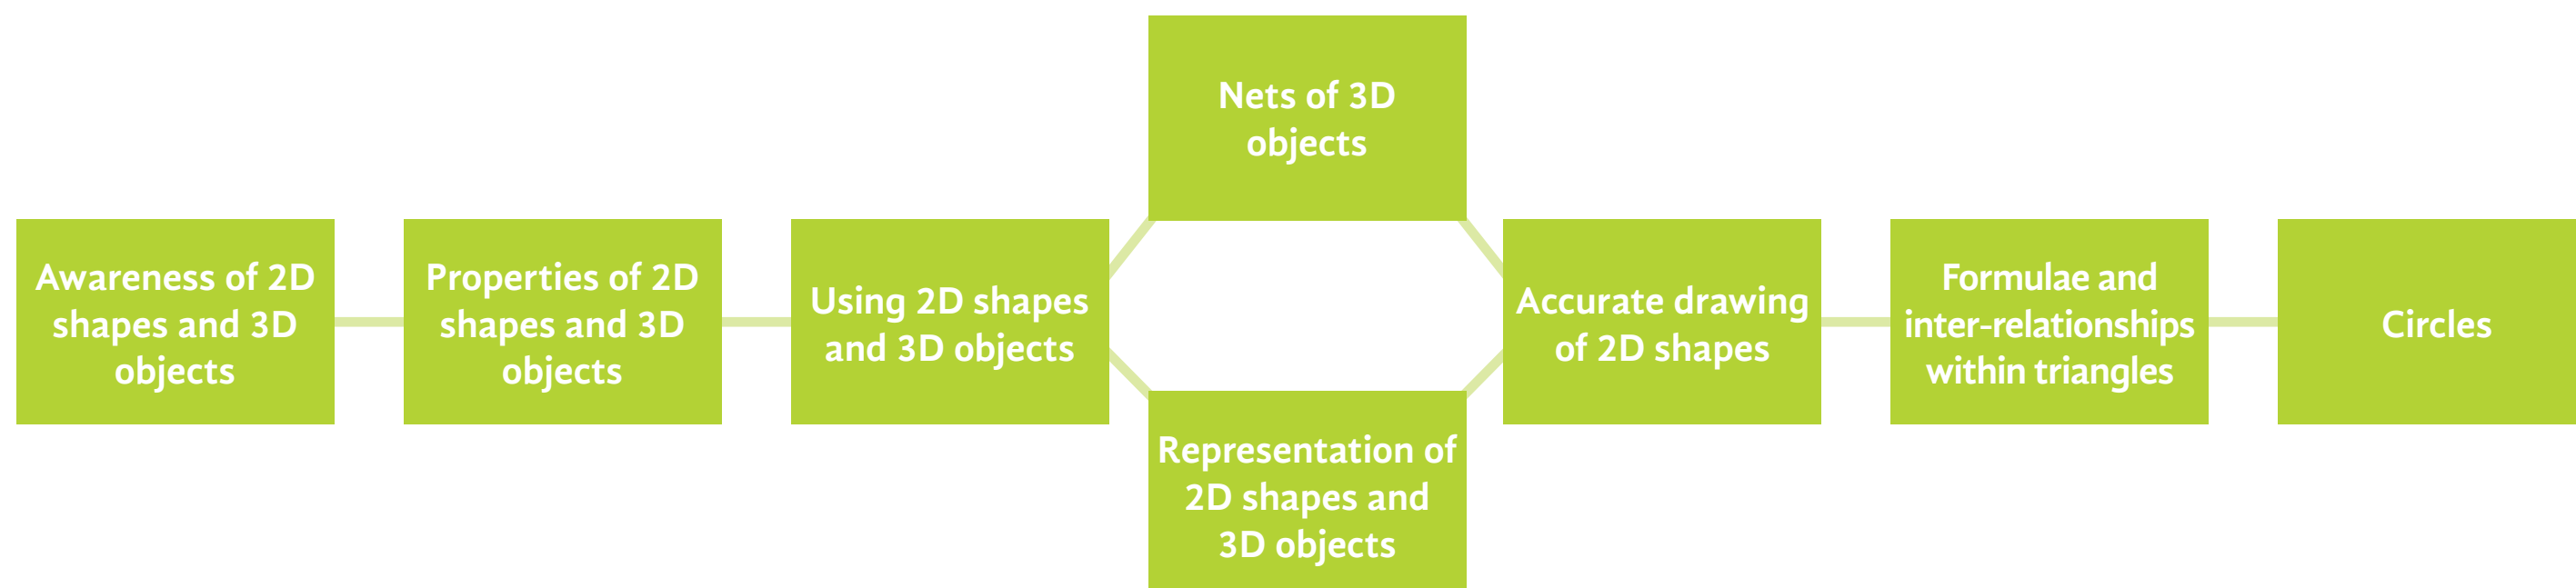 Awareness of 2D
shapes and 3D
objects
Properties of 2D
shapes and 3D
objects
Using 2D shapes
and 3D objects
Nets of 3D
objects
Representation of
2D shapes and
3D objects
Accurate drawing
of 2D shapes
Formulae and
inter-relationships
within triangles
Circles